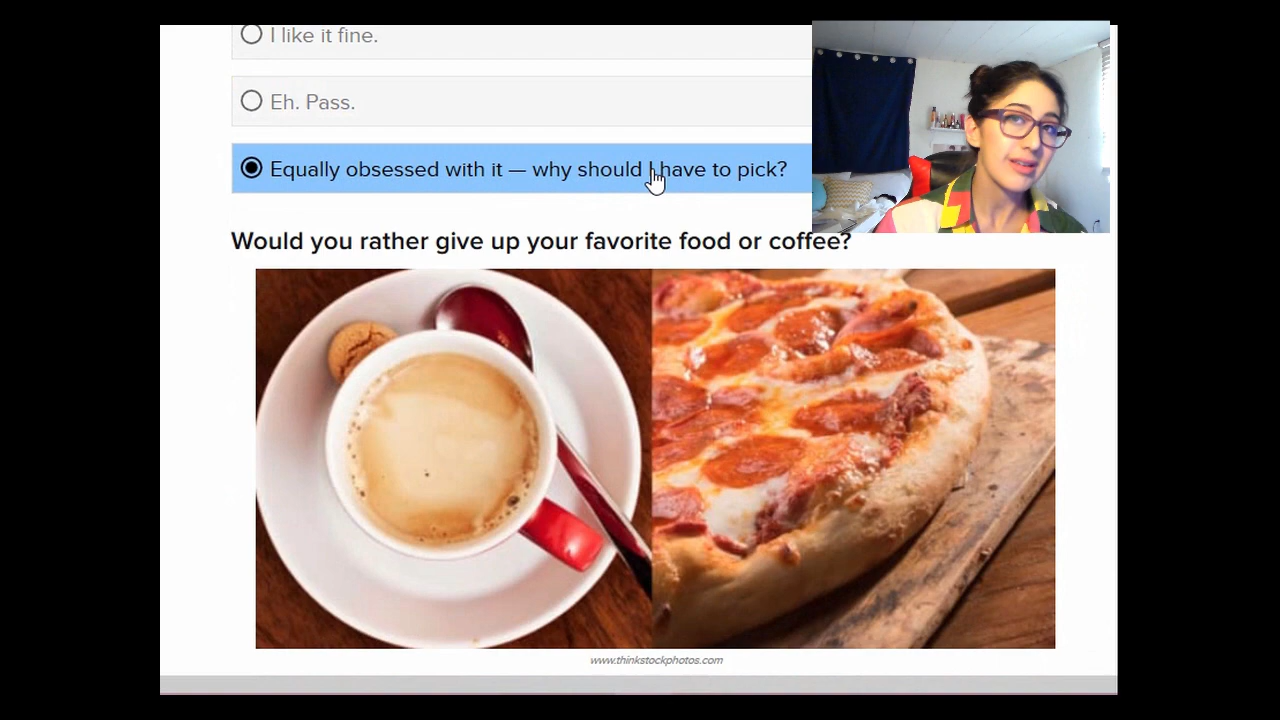 I like it fine.
Eh. Pass.
Equally obsessed with it — why should I have to pick?
Would you rather give up your favorite food or coffee?
www.thinkstockphotos.com